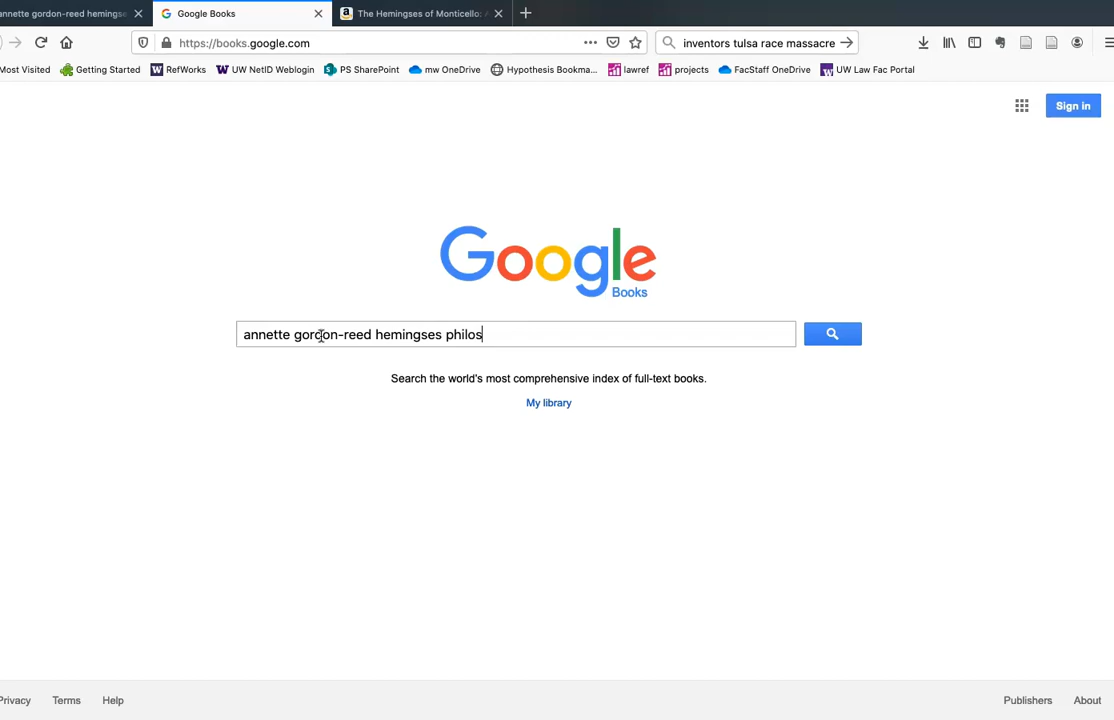 annette gordon-reed hemingse
Google Books
The Hemingses of Monticello: A
https://books.google.com
inventors tulsa race massacre
Most Visited
Getting Started
RefWorks
UW NetID Weblogin
PS SharePoint
mw OneDrive
Hypothesis Bookma...
lawref
projects
FacStaff OneDrive
UW Law Fac Portal
Sign in
Google
Books
annette gordon-reed hemingses philos
Search the world's most comprehensive index of full-text books.
My library
Privacy
Terms
Help
Publishers
About